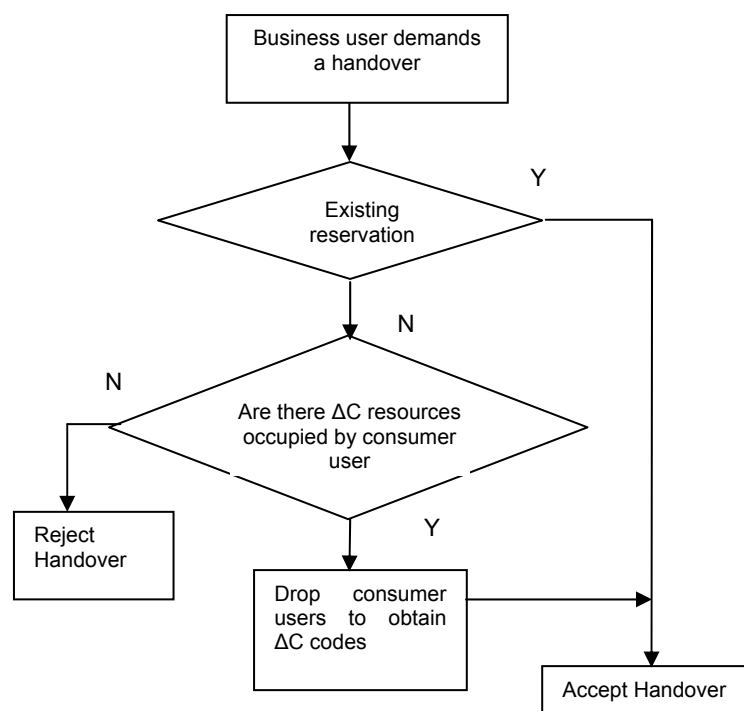 Business user demands
a handover
Y
Existing
reservation
N
N
Are there ΔC resources
occupied by consumer
user
Reject
Handover
Y
Drop consumer
users to obtain
ΔC codes
Accept Handover